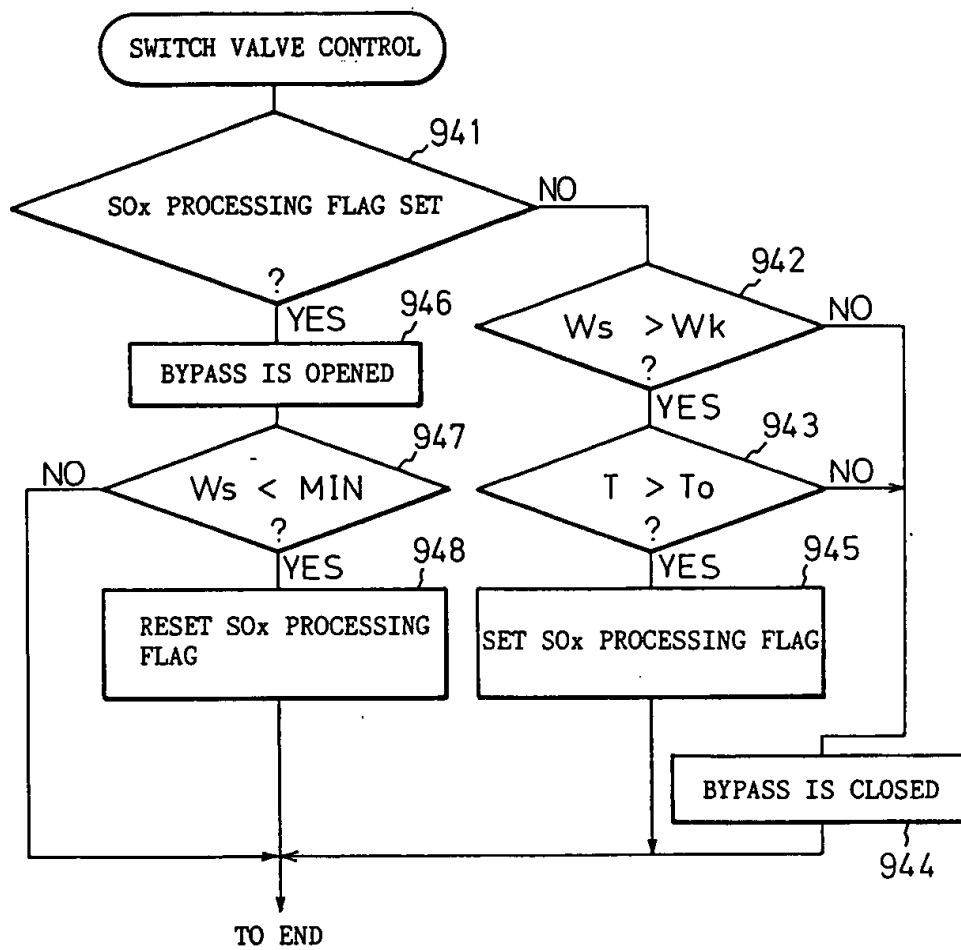 SWITCH VALVE CONTROL
941
SOx PROCESSING FLAG SET
?
NO
YES
946
BYPASS IS OPENED
942
Ws >Wk
?
NO
YES
947
NO
Ws < MIN
?
YES
943
T > To
?
NO
YES
948
RESET SOx PROCESSING
FLAG
945
SET SOx PROCESSING FLAG
BYPASS IS CLOSED
944
TO END